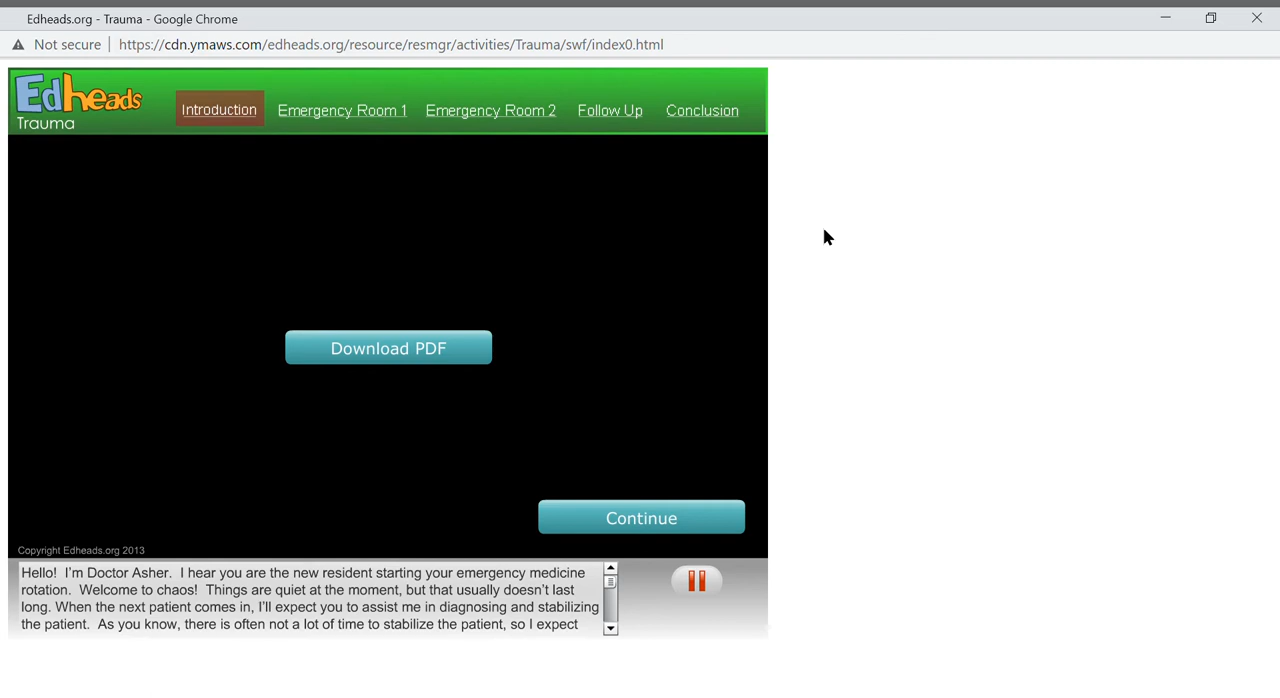 Edheads.org - Trauma - Google Chrome
Not secure | https://cdn.ymaws.com/edheads.org/resource/resmgr/activities/Trauma/swf/index0.html
Edheads
Trauma
Introduction Emergency Room 1 Emergency Room 2 Follow Up Conclusion
Download PDF
Continue
Copyright Edheads.org 2013
Hello! I'm Doctor Asher. I hear you are the new resident starting your emergency medicine
rotation. Welcome to chaos! Things are quiet at the moment, but that usually doesn't last
long. When the next patient comes in, I'll expect you to assist me in diagnosing and stabilizing
the patient. As you know, there is often not a lot of time to stabilize the patient, so I expect